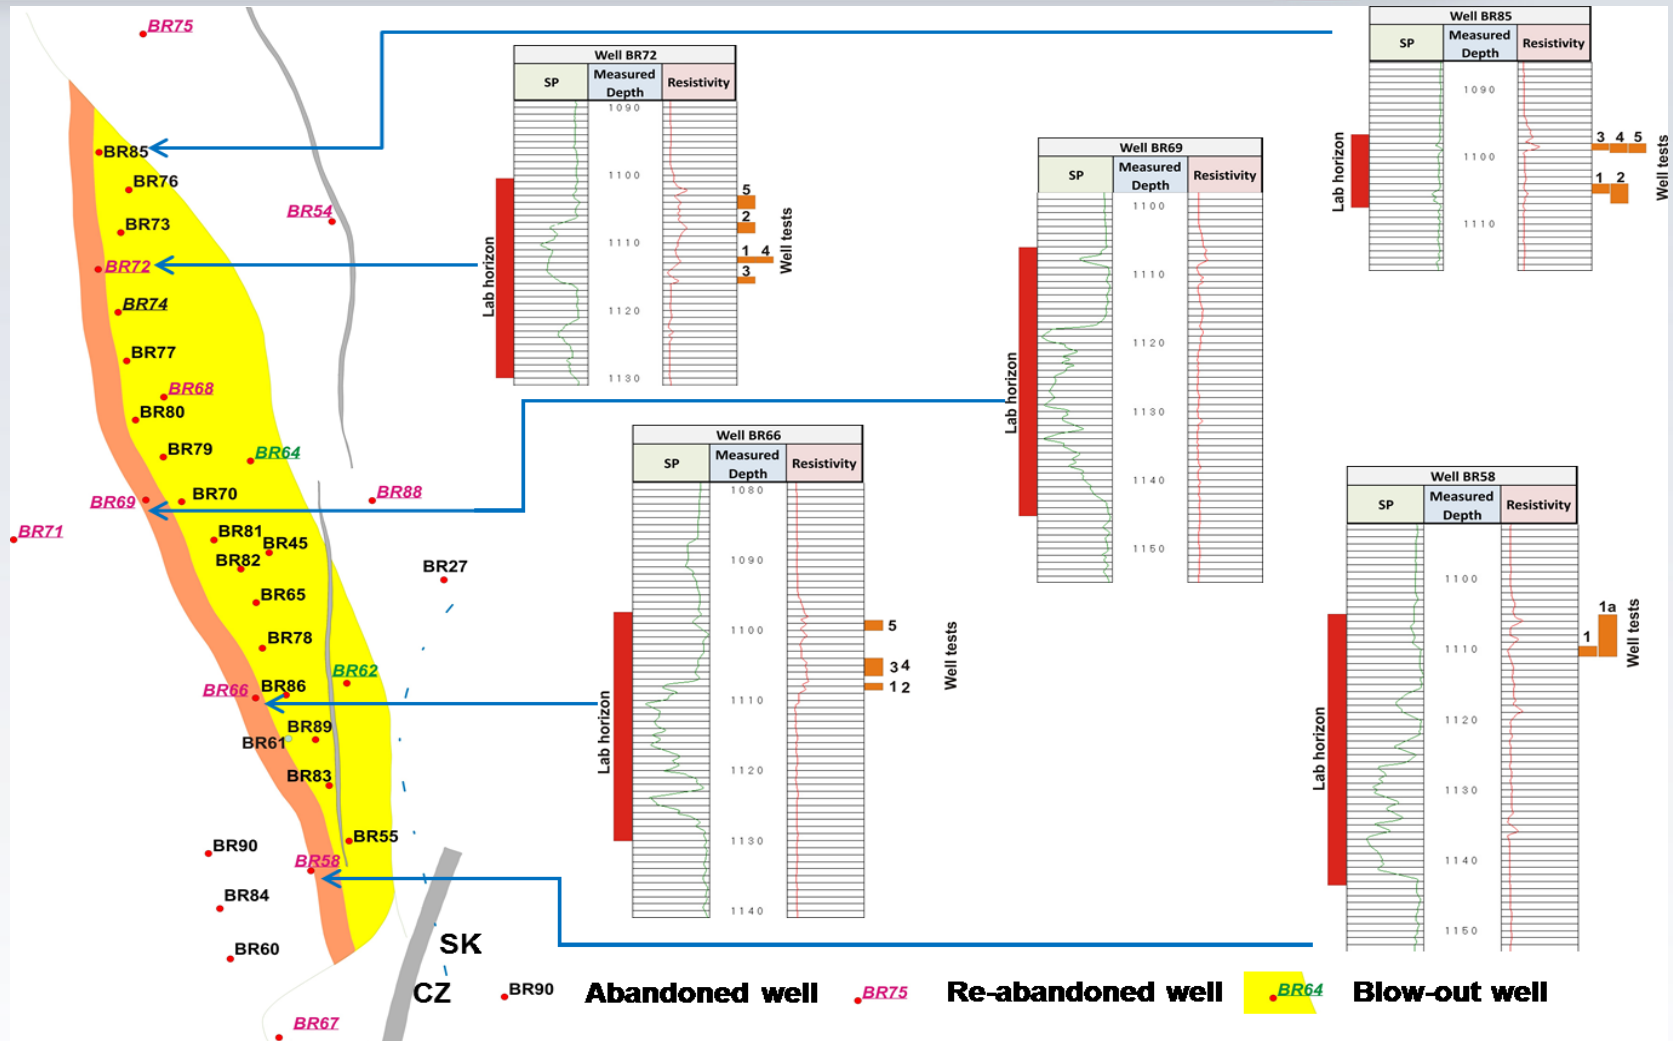 BR75
BR85
BR76
BR73
BR54
BR72
BR74
BR77
BR68
BR80
BR79
BR64
BR69
BR70
BR88
BR71
BR81
BR45
BR82
BR27
BR65
BR78
BR62
BR66
BR86
BR89
BR61
BR83
BR55
BR90
BR58
BR84
BR60
BR67
SK
CZ
Well BR72
SP
Measured Depth
Resistivity
1090
1100
1110
1120
1130
Lab horizon
5
2
1 4
3
Well tests
Well BR66
SP
Measured Depth
Resistivity
1080
1090
1100
1110
1120
1130
1140
Lab horizon
5
3 4
1 2
Well tests
Well BR69
SP
Measured Depth
Resistivity
1100
1110
1120
1130
1140
1150
Lab horizon
Well BR85
SP
Measured Depth
Resistivity
1090
1100
1110
Lab horizon
3 4 5
1 2
Well tests
Well BR58
SP
Measured Depth
Resistivity
1100
1110
1120
1130
1140
1150
Lab horizon
1a
1
Well tests
BR90 Abandoned well
BR75 Re-abandoned well
BR64 Blow-out well